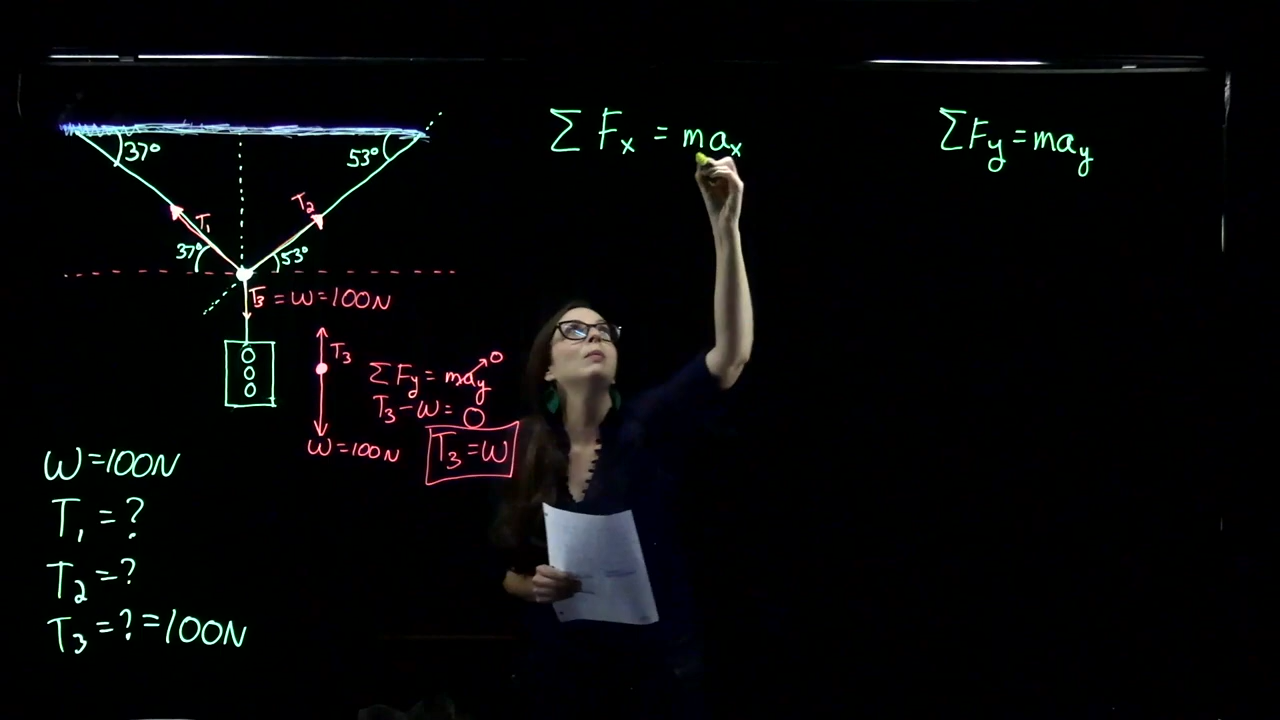 37°
53°
T₁
T₂
37°
53°
T₃ = W = 100N
T₃
W = 100N
ΣFy = may → 0
T₃ - W = 0
T₃ = W
W = 100N
T₁ = ?
T₂ = ?
T₃ = ? = 100N
ΣFx = max
ΣFy = may